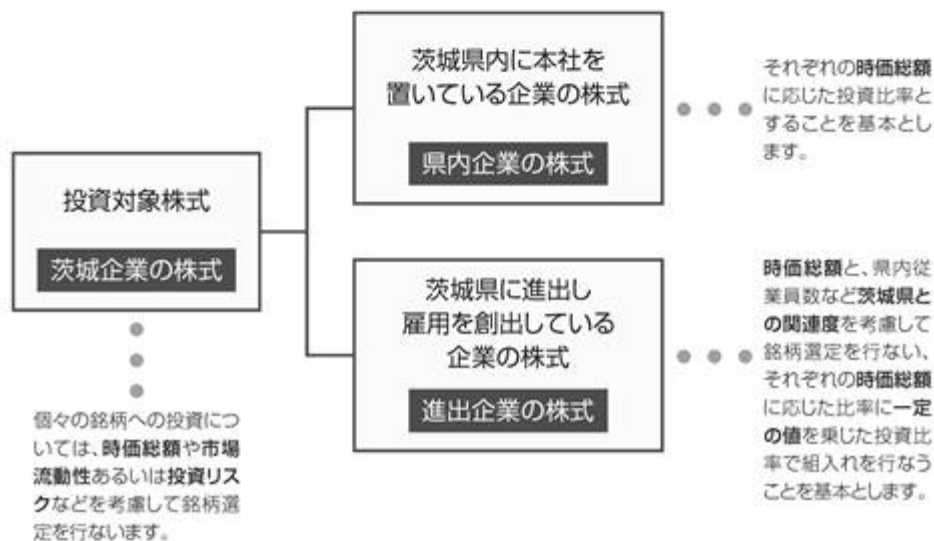 投資対象株式
茨城企業の株式
個々の銘柄への投資につ
いては、時価総額や市場
流動性あるいは投資リス
クなどを考慮して銘柄選
定を行ないます。
茨城県内に本社を
置いている企業の株式
県内企業の株式
それぞれの時価総額
に応じた投資比率と
することを基本とし
ます。
茨城県に進出し
雇用を創出している
企業の株式
進出企業の株式
時価総額と、県内従
業員数など茨城県と
の関連度を考慮して
銘柄選定を行ない、
それぞれの時価総額
に応じた比率に一定
の値を乗じた投資比
率で組入れを行なう
ことを基本とします。